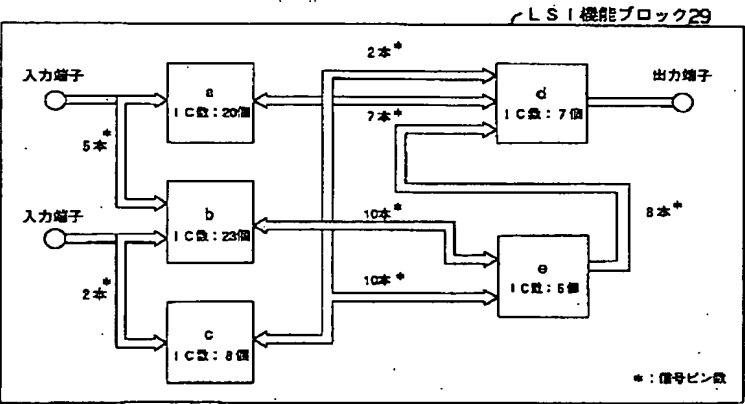 LSI機能ブロック29
2本*
入力端子
a
IC数:20個
d
IC数:7個
出力端子
7本*
5本*
入力端子
b
IC数:23個
10本*
8本*
2本*
10本*
e
IC数:5個
c
IC数:8個
*:信号ピン数